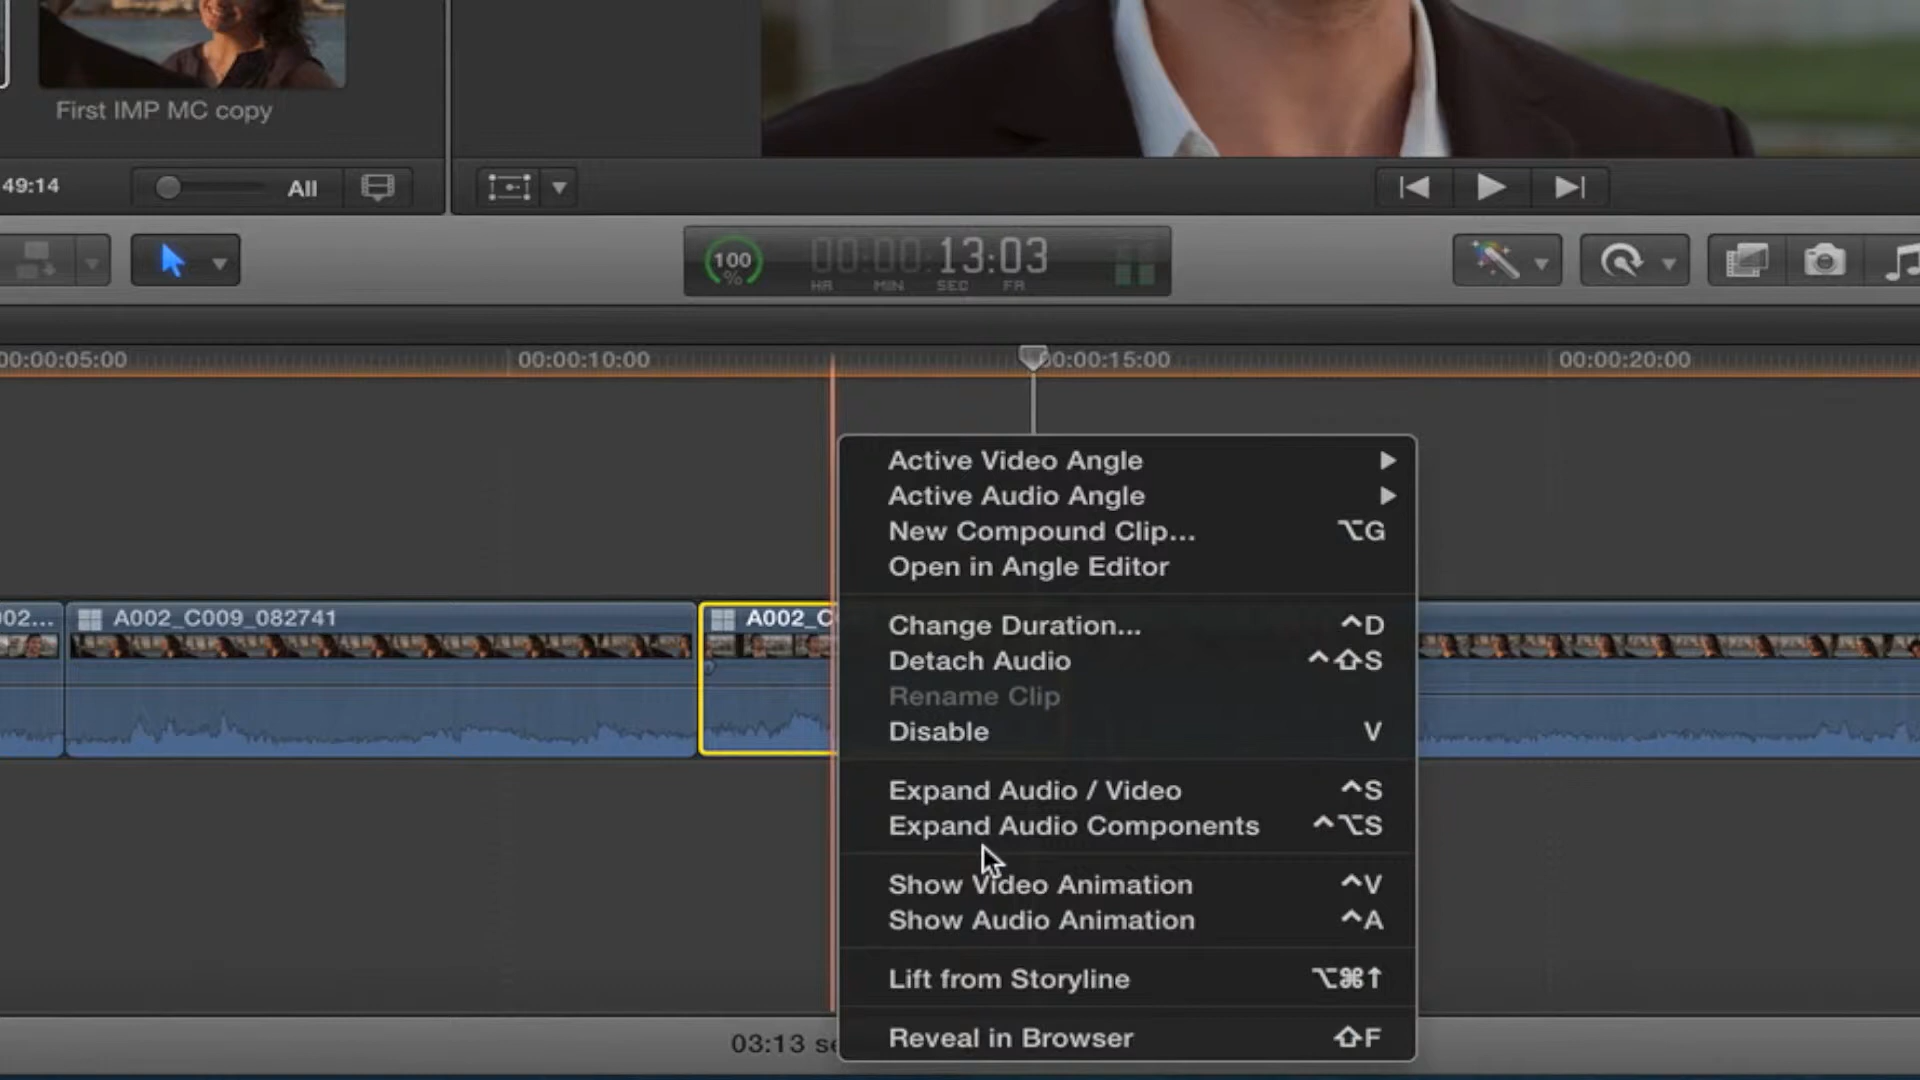 First IMP MC copy
49:14
All
100
%
00:00:13:03
HR MIN SEC FR
00:00:05:00
00:00:10:00
00:00:15:00
00:00:20:00
02...
A002_C009_082741
A002_C
Active Video Angle
Active Audio Angle
New Compound Clip... ⌥G
Open in Angle Editor
Change Duration... ^D
Detach Audio ^⇧S
Rename Clip
Disable V
Expand Audio / Video ^S
Expand Audio Components ^⌥S
Show Video Animation ^V
Show Audio Animation ^A
Lift from Storyline ⌥⌘↑
Reveal in Browser ⇧F
03:13 se